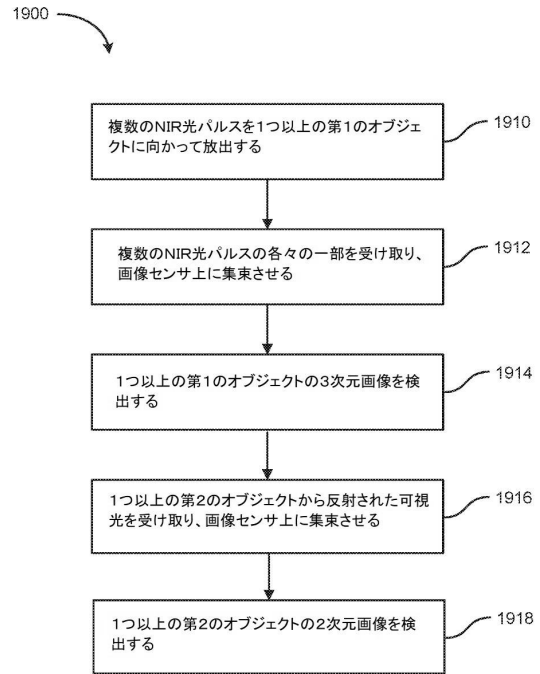 1900
複数のNIR光パルスを1つ以上の第1のオブジェ
クトに向かって放出する
1910
複数のNIR光パルスの各々の一部を受け取り、
画像センサ上に集束させる
1912
1つ以上の第1のオブジェクトの3次元画像を検
出する
1914
1つ以上の第2のオブジェクトから反射された可視
光を受け取り、画像センサ上に集束させる
1916
1つ以上の第2のオブジェクトの2次元画像を検
出する
1918